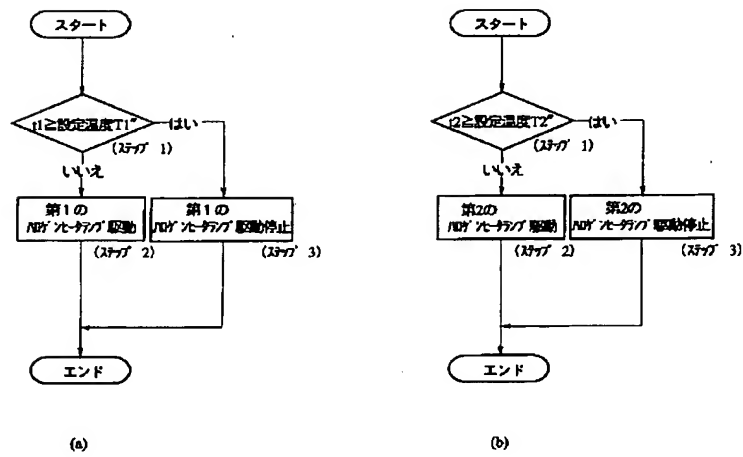 スタート
t1≧設定温度T1"
はい
(ステップ 1)
いいえ
第1の
ハロゲンヒータランプ駆動
(ステップ 2)
第1の
ハロゲンヒータランプ駆動停止
(ステップ 3)
エンド
(a)
スタート
t2≧設定温度T2"
はい
(ステップ 1)
いいえ
第2の
ハロゲンヒータランプ駆動
(ステップ 2)
第2の
ハロゲンヒータランプ駆動停止
(ステップ 3)
エンド
(b)